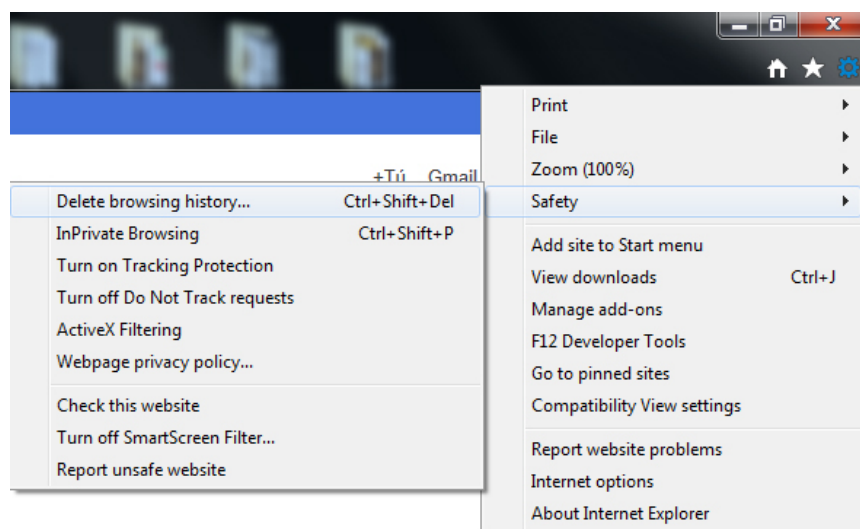 Print
File
+Tú Gmail
Zoom (100%)
Delete browsing history... Ctrl+Shift+Del
Safety
InPrivate Browsing Ctrl+Shift+P
Turn on Tracking Protection
Turn off Do Not Track requests
ActiveX Filtering
Webpage privacy policy...
Check this website
Turn off SmartScreen Filter...
Report unsafe website
Add site to Start menu
View downloads Ctrl+J
Manage add-ons
F12 Developer Tools
Go to pinned sites
Compatibility View settings
Report website problems
Internet options
About Internet Explorer